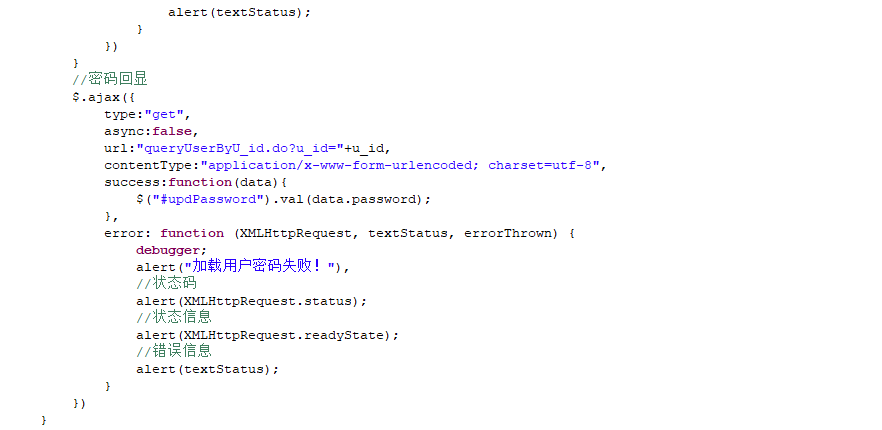 alert(textStatus);
}
})
}
//密码回显
$.ajax({
type:"get",
async:false,
url:"queryUserByU_id.do?u_id="+u_id,
contentType:"application/x-www-form-urlencoded; charset=utf-8",
success:function(data){
$("#updPassword").val(data.password);
},
error: function (XMLHttpRequest, textStatus, errorThrown) {
debugger;
alert("加载用户密码失败！"),
//状态码
alert(XMLHttpRequest.status);
//状态信息
alert(XMLHttpRequest.readyState);
//错误信息
alert(textStatus);
}
})
}